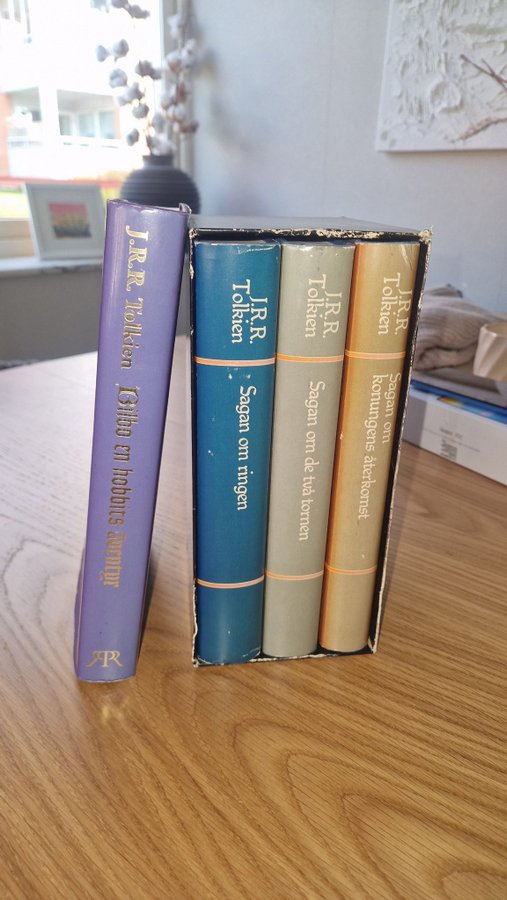 J.R.R. Tolkien Bilbo en hobbits äventyr
J.R.R.
Tolkien
Sagan om ringen
J.R.R.
Tolkien
Sagan om de två tornen
J.R.R.
Tolkien
Sagan om
konungens återkomst